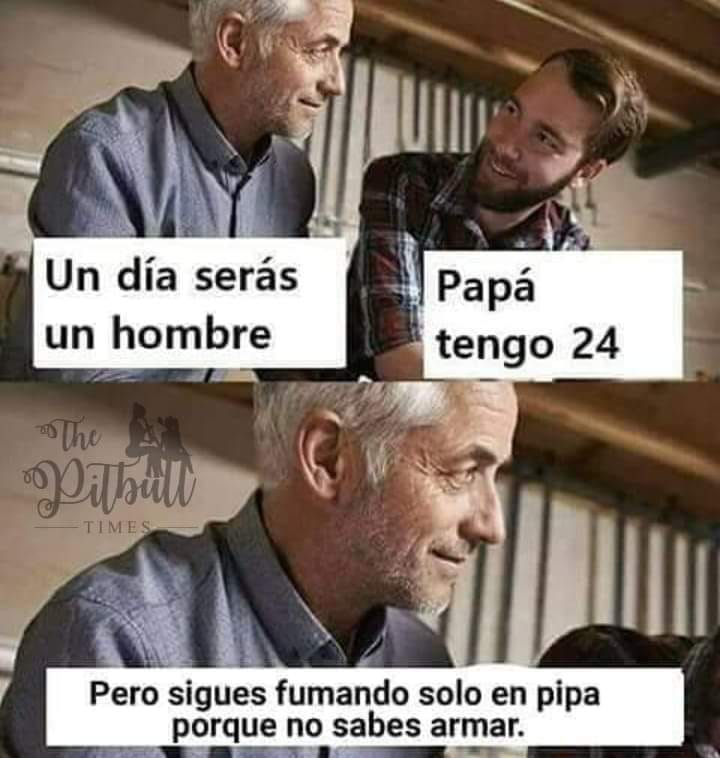 Un día serás
un hombre
Papá
tengo 24
The
Pitbull
TIMES
Pero sigues fumando solo en pipa
porque no sabes armar.